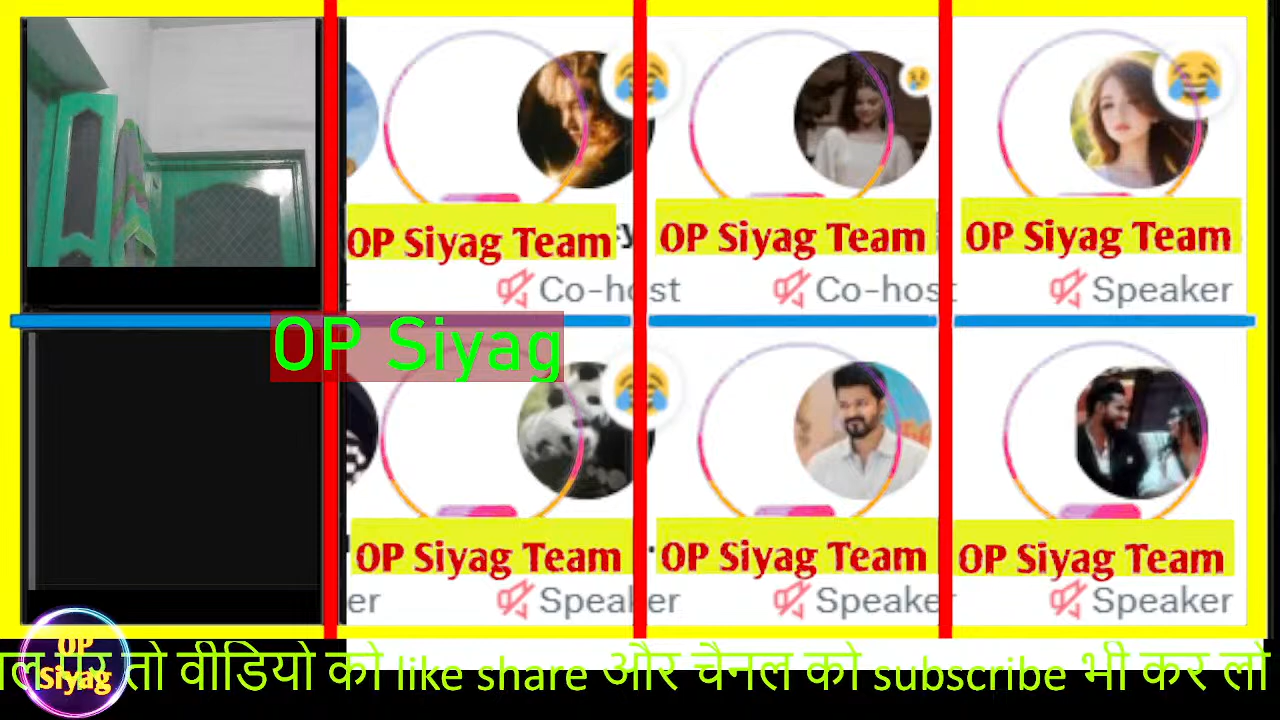 OP Siyag Team
OP Siyag Team
OP Siyag Team
Co-host
Co-host
Speaker
OP Siyag
OP Siyag Team
OP Siyag Team
OP Siyag Team
er
Speaker
Speaker
Speaker
OP
Siyag
तो वीडियो को like share और चैनल को subscribe भी कर लो